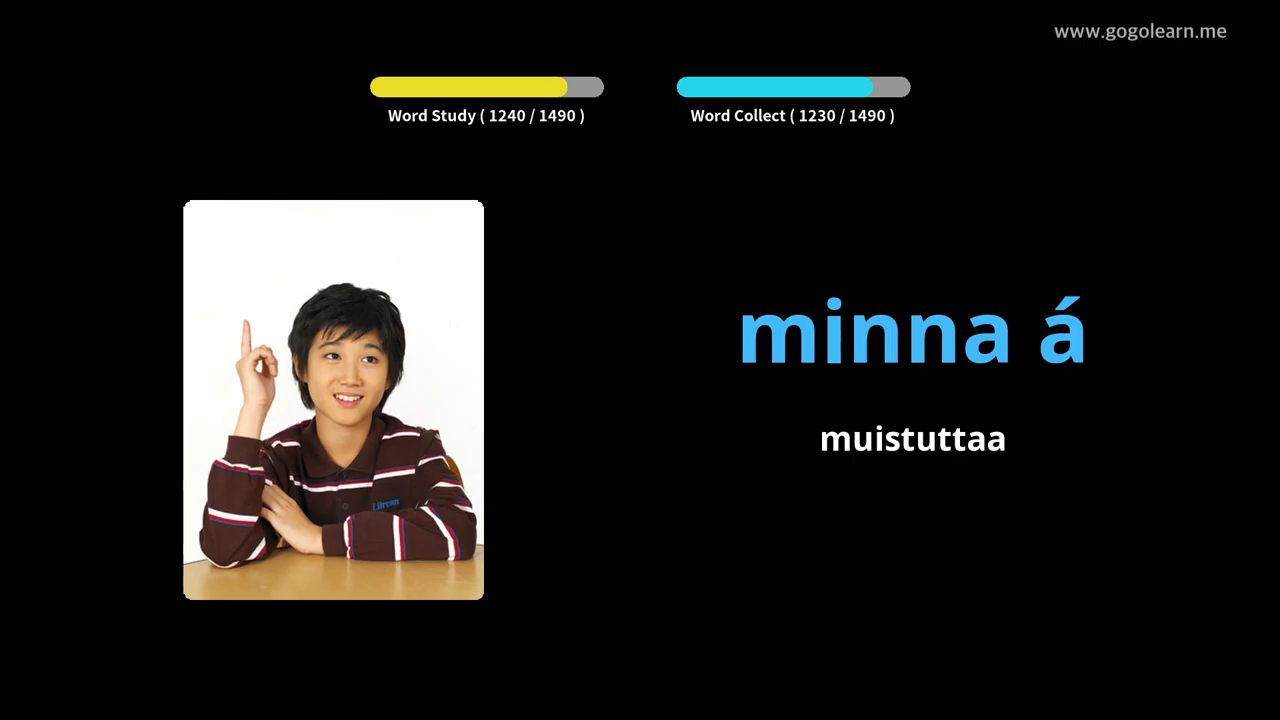 www.gogolearn.me
Word Study ( 1240 / 1490 )
Word Collect ( 1230 / 1490 )
minna á
muistuttaa